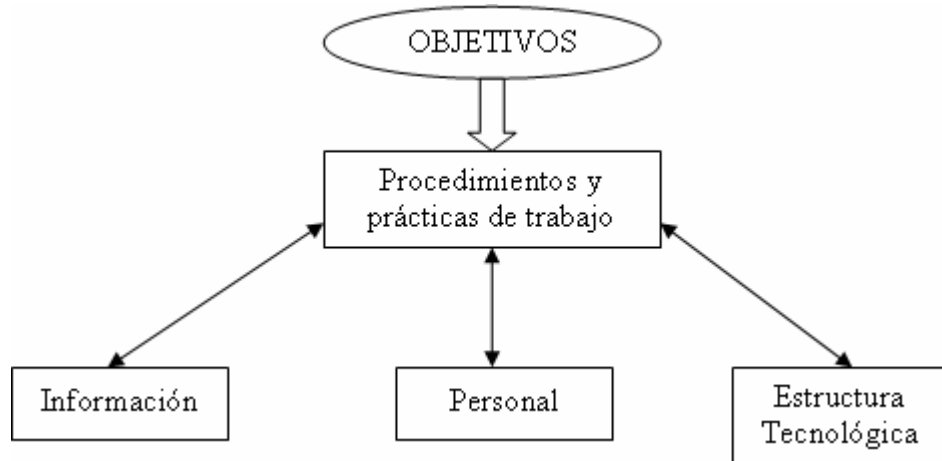 OBJETIVOS
Procedimientos y
prácticas de trabajo
Información
Personal
Estructura
Tecnológica